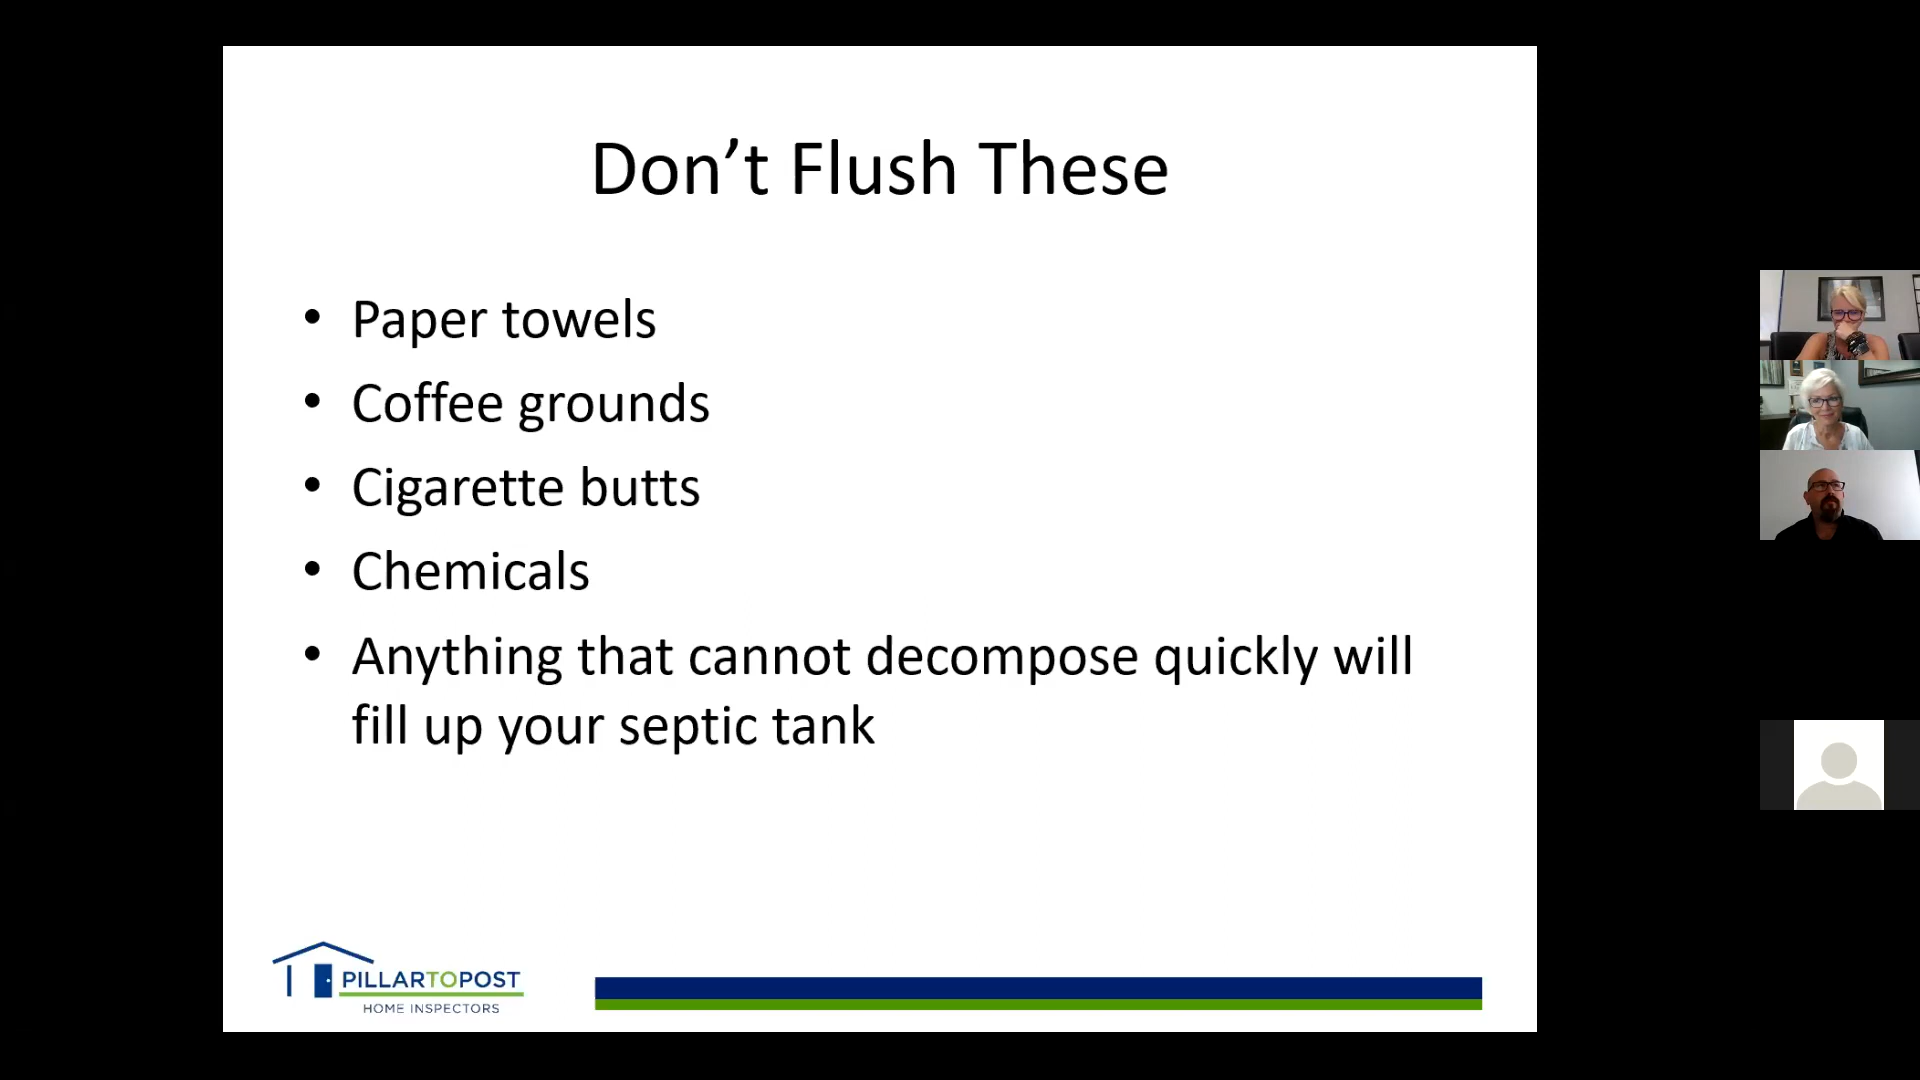 Don’t Flush These
• Paper towels
• Coffee grounds
• Cigarette butts
• Chemicals
• Anything that cannot decompose quickly will
fill up your septic tank
PILLARTOPOST
HOME INSPECTORS